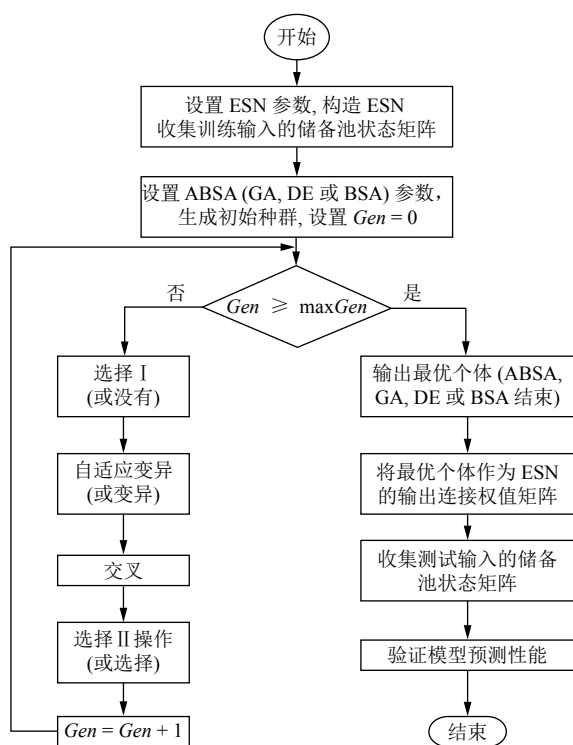 开始
设置 ESN 参数, 构造 ESN
收集训练输入的储备池状态矩阵
设置 ABSA (GA, DE 或 BSA) 参数，
生成初始种群, 设置 Gen = 0
否
Gen ≥ maxGen
是
选择 Ⅰ
(或没有)
自适应变异
(或变异)
交叉
选择Ⅱ操作
(或选择)
Gen = Gen + 1
输出最优个体 (ABSA,
GA, DE 或 BSA 结束)
将最优个体作为 ESN
的输出连接权值矩阵
收集测试输入的储备
池状态矩阵
验证模型预测性能
结束